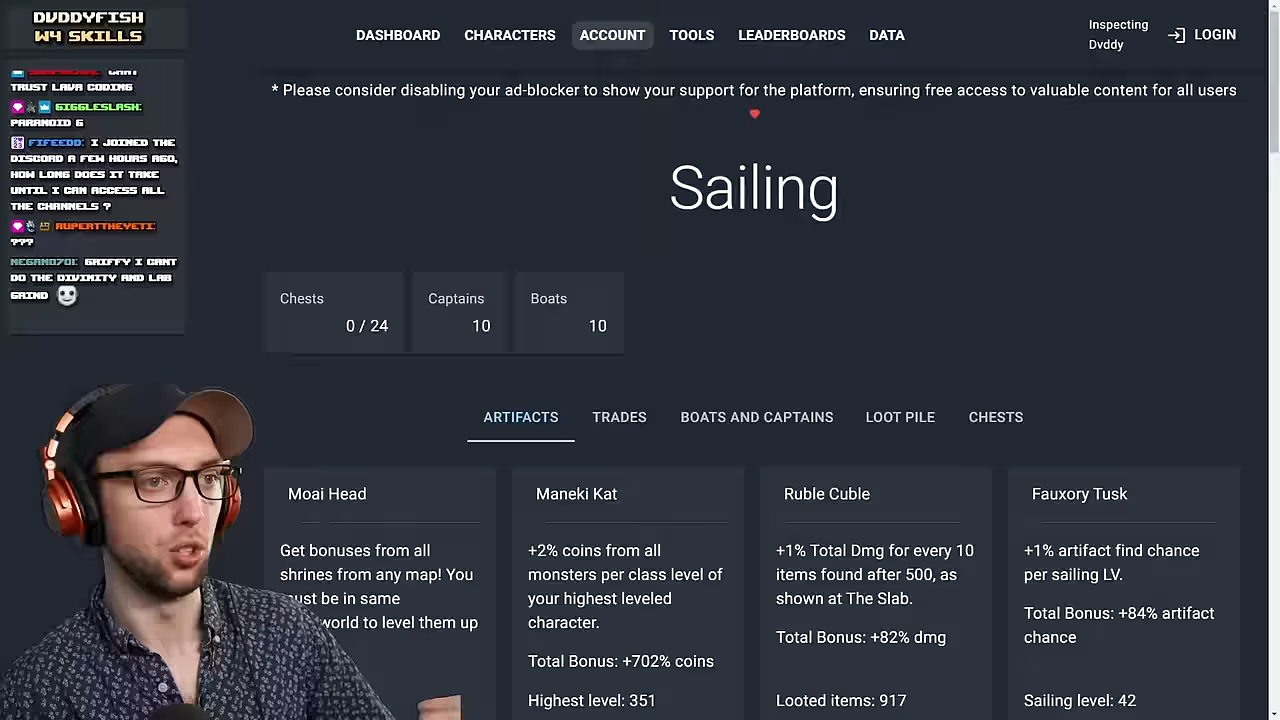 DVDDYFISH
W4 SKILLS
CANT
TRUST LAVA CODING
GIGGLESLASH:
PARANOID 6
FIFEEDD: I JOINED THE
DISCORD A FEW HOURS AGO,
HOW LONG DOES IT TAKE
UNTIL I CAN ACCESS ALL
THE CHANNELS ?
RUPERTTHEYETI:
???
NEGANO701: GRIFFY I CANT
DO THE DIVINITY AND LAB
GRIND
DASHBOARD CHARACTERS ACCOUNT TOOLS LEADERBOARDS DATA
Inspecting
Dvddy
LOGIN
* Please consider disabling your ad-blocker to show your support for the platform, ensuring free access to valuable content for all users
Sailing
Chests
0 / 24
Captains
10
Boats
10
ARTIFACTS TRADES BOATS AND CAPTAINS LOOT PILE CHESTS
Moai Head
Get bonuses from all
shrines from any map! You
must be in same
world to level them up
Maneki Kat
+2% coins from all
monsters per class level of
your highest leveled
character.
Total Bonus: +702% coins
Highest level: 351
Ruble Cuble
+1% Total Dmg for every 10
items found after 500, as
shown at The Slab.
Total Bonus: +82% dmg
Looted items: 917
Fauxory Tusk
+1% artifact find chance
per sailing LV.
Total Bonus: +84% artifact
chance
Sailing level: 42